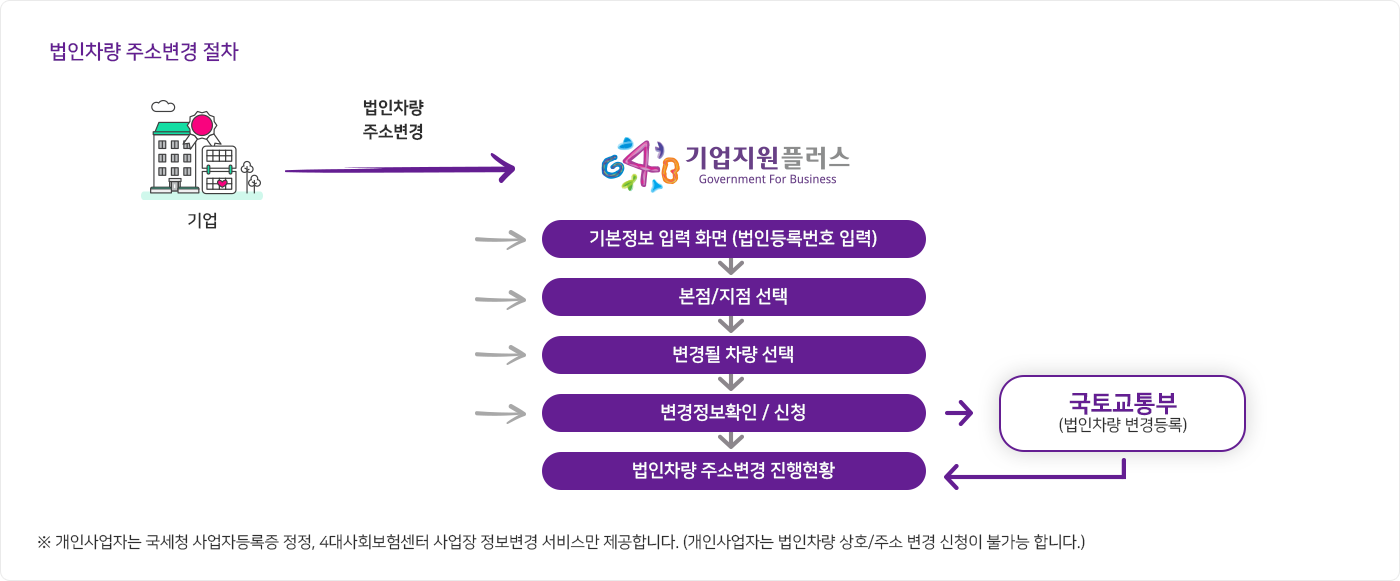 법인차량 주소변경 절차
법인차량
주소변경
기업
G4B 기업지원플러스
Government For Business
기본정보 입력 화면 (법인등록번호 입력)
본점/지점 선택
변경될 차량 선택
변경정보확인 / 신청
국토교통부
(법인차량 변경등록)
법인차량 주소변경 진행현황
※ 개인사업자는 국세청 사업자등록증 정정, 4대사회보험센터 사업장 정보변경 서비스만 제공합니다. (개인사업자는 법인차량 상호/주소 변경 신청이 불가능 합니다.)